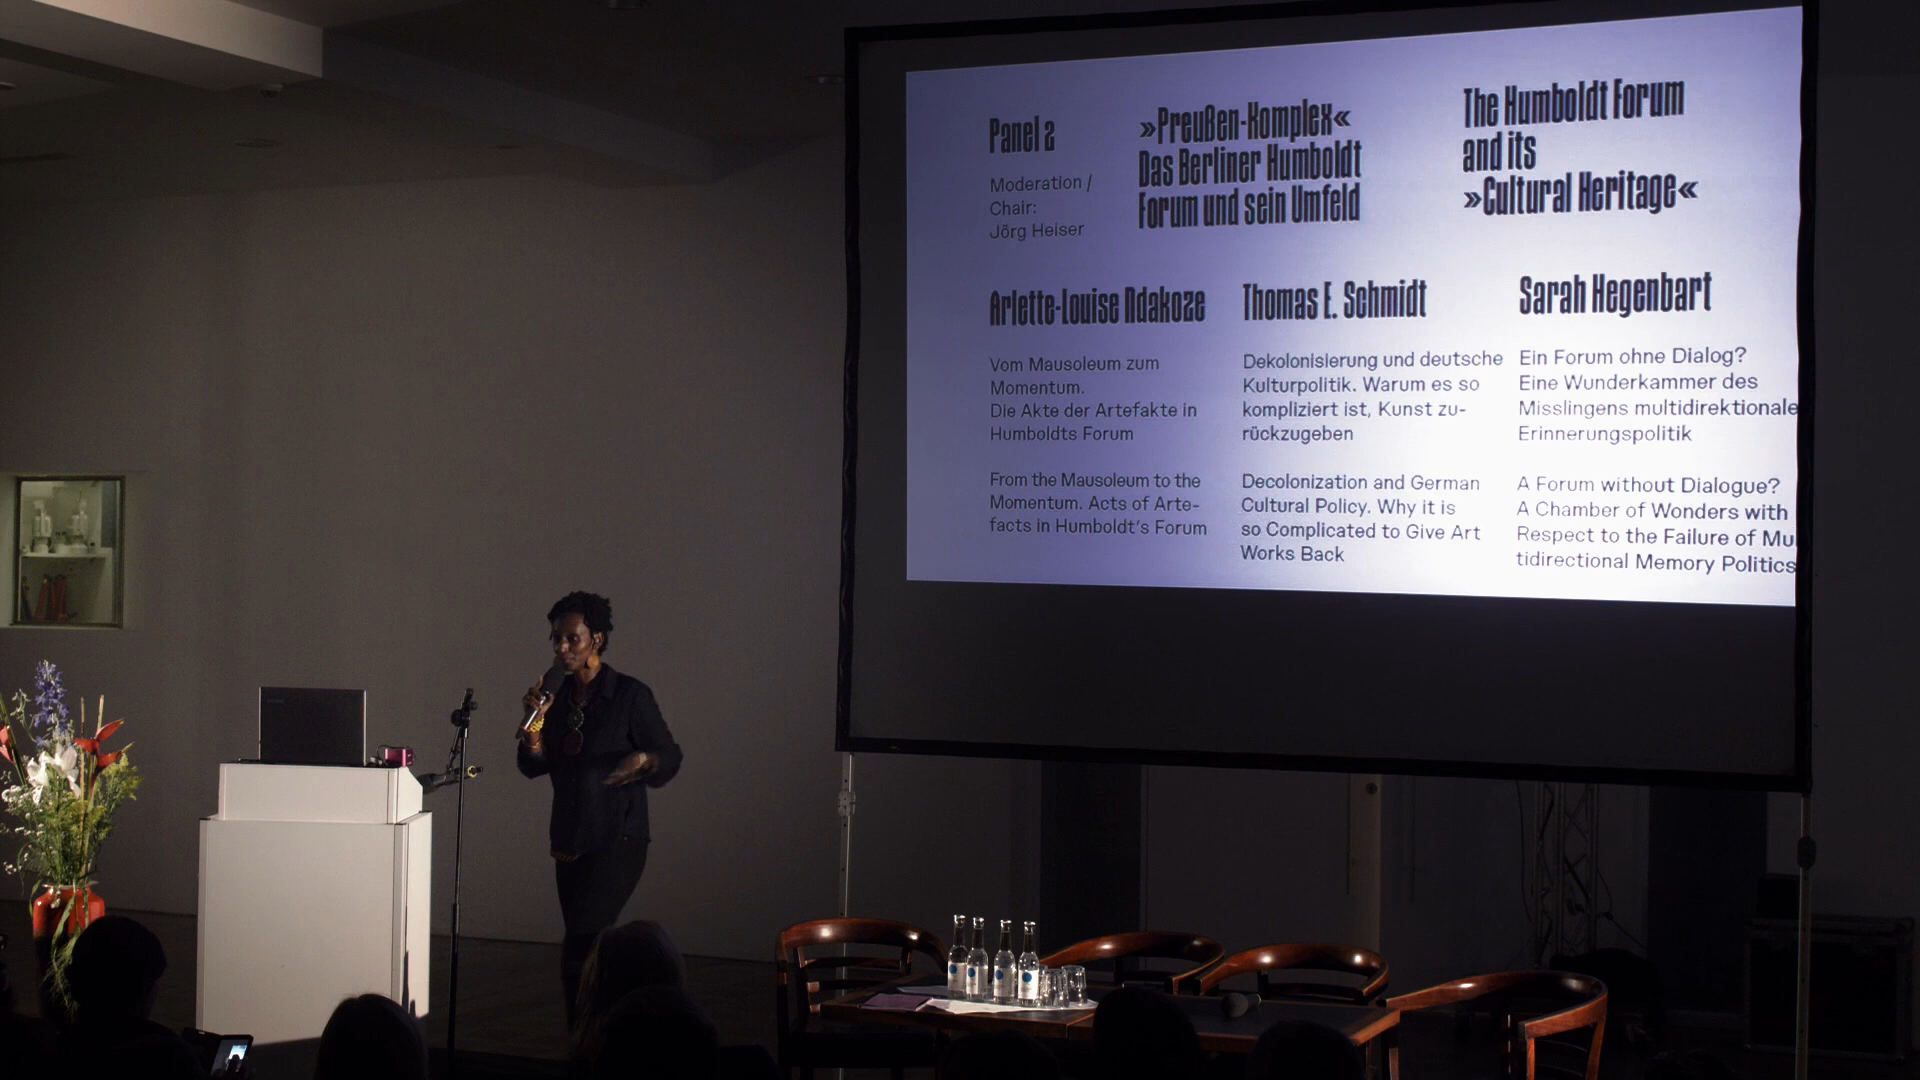 Panel 2
Moderation /
Chair:
Jörg Heiser
»Preußen-Komplex«
Das Berliner Humboldt
Forum und sein Umfeld
The Humboldt Forum
and its
»Cultural Heritage«
Arlette-Louise Ndakoze
Vom Mausoleum zum
Momentum.
Die Akte der Artefakte in
Humboldts Forum
From the Mausoleum to the
Momentum. Acts of Arte-
facts in Humboldt's Forum
Thomas E. Schmidt
Dekolonisierung und deutsche
Kulturpolitik. Warum es so
kompliziert ist, Kunst zu-
rückzugeben
Decolonization and German
Cultural Policy. Why it is
so Complicated to Give Art
Works Back
Sarah Hegenbart
Ein Forum ohne Dialog?
Eine Wunderkammer des
Misslingens multidirektionale
Erinnerungspolitik
A Forum without Dialogue?
A Chamber of Wonders with
Respect to the Failure of Mu
tidirectional Memory Politics